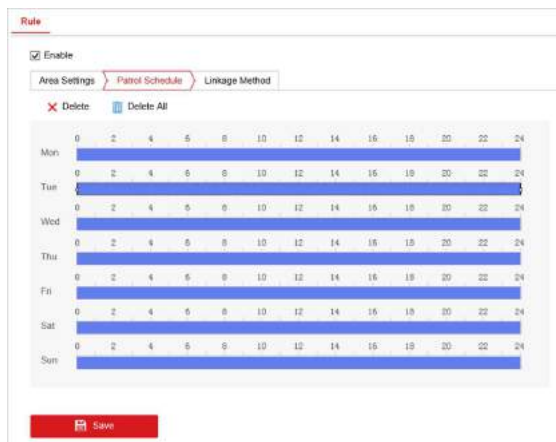 Rule
Enable
Area Settings Patrol Schedule Linkage Method
Delete Delete All
0 2 4 6 8 10 12 14 16 18 20 22 24
Mon
0 2 4 6 8 10 12 14 16 18 20 22 24
Tue
0 2 4 6 8 10 12 14 16 18 20 22 24
Wed
0 2 4 6 8 10 12 14 16 18 20 22 24
Thu
0 2 4 6 8 10 12 14 16 18 20 22 24
Fri
0 2 4 6 8 10 12 14 16 18 20 22 24
Sat
0 2 4 6 8 10 12 14 16 18 20 22 24
Sun
Save